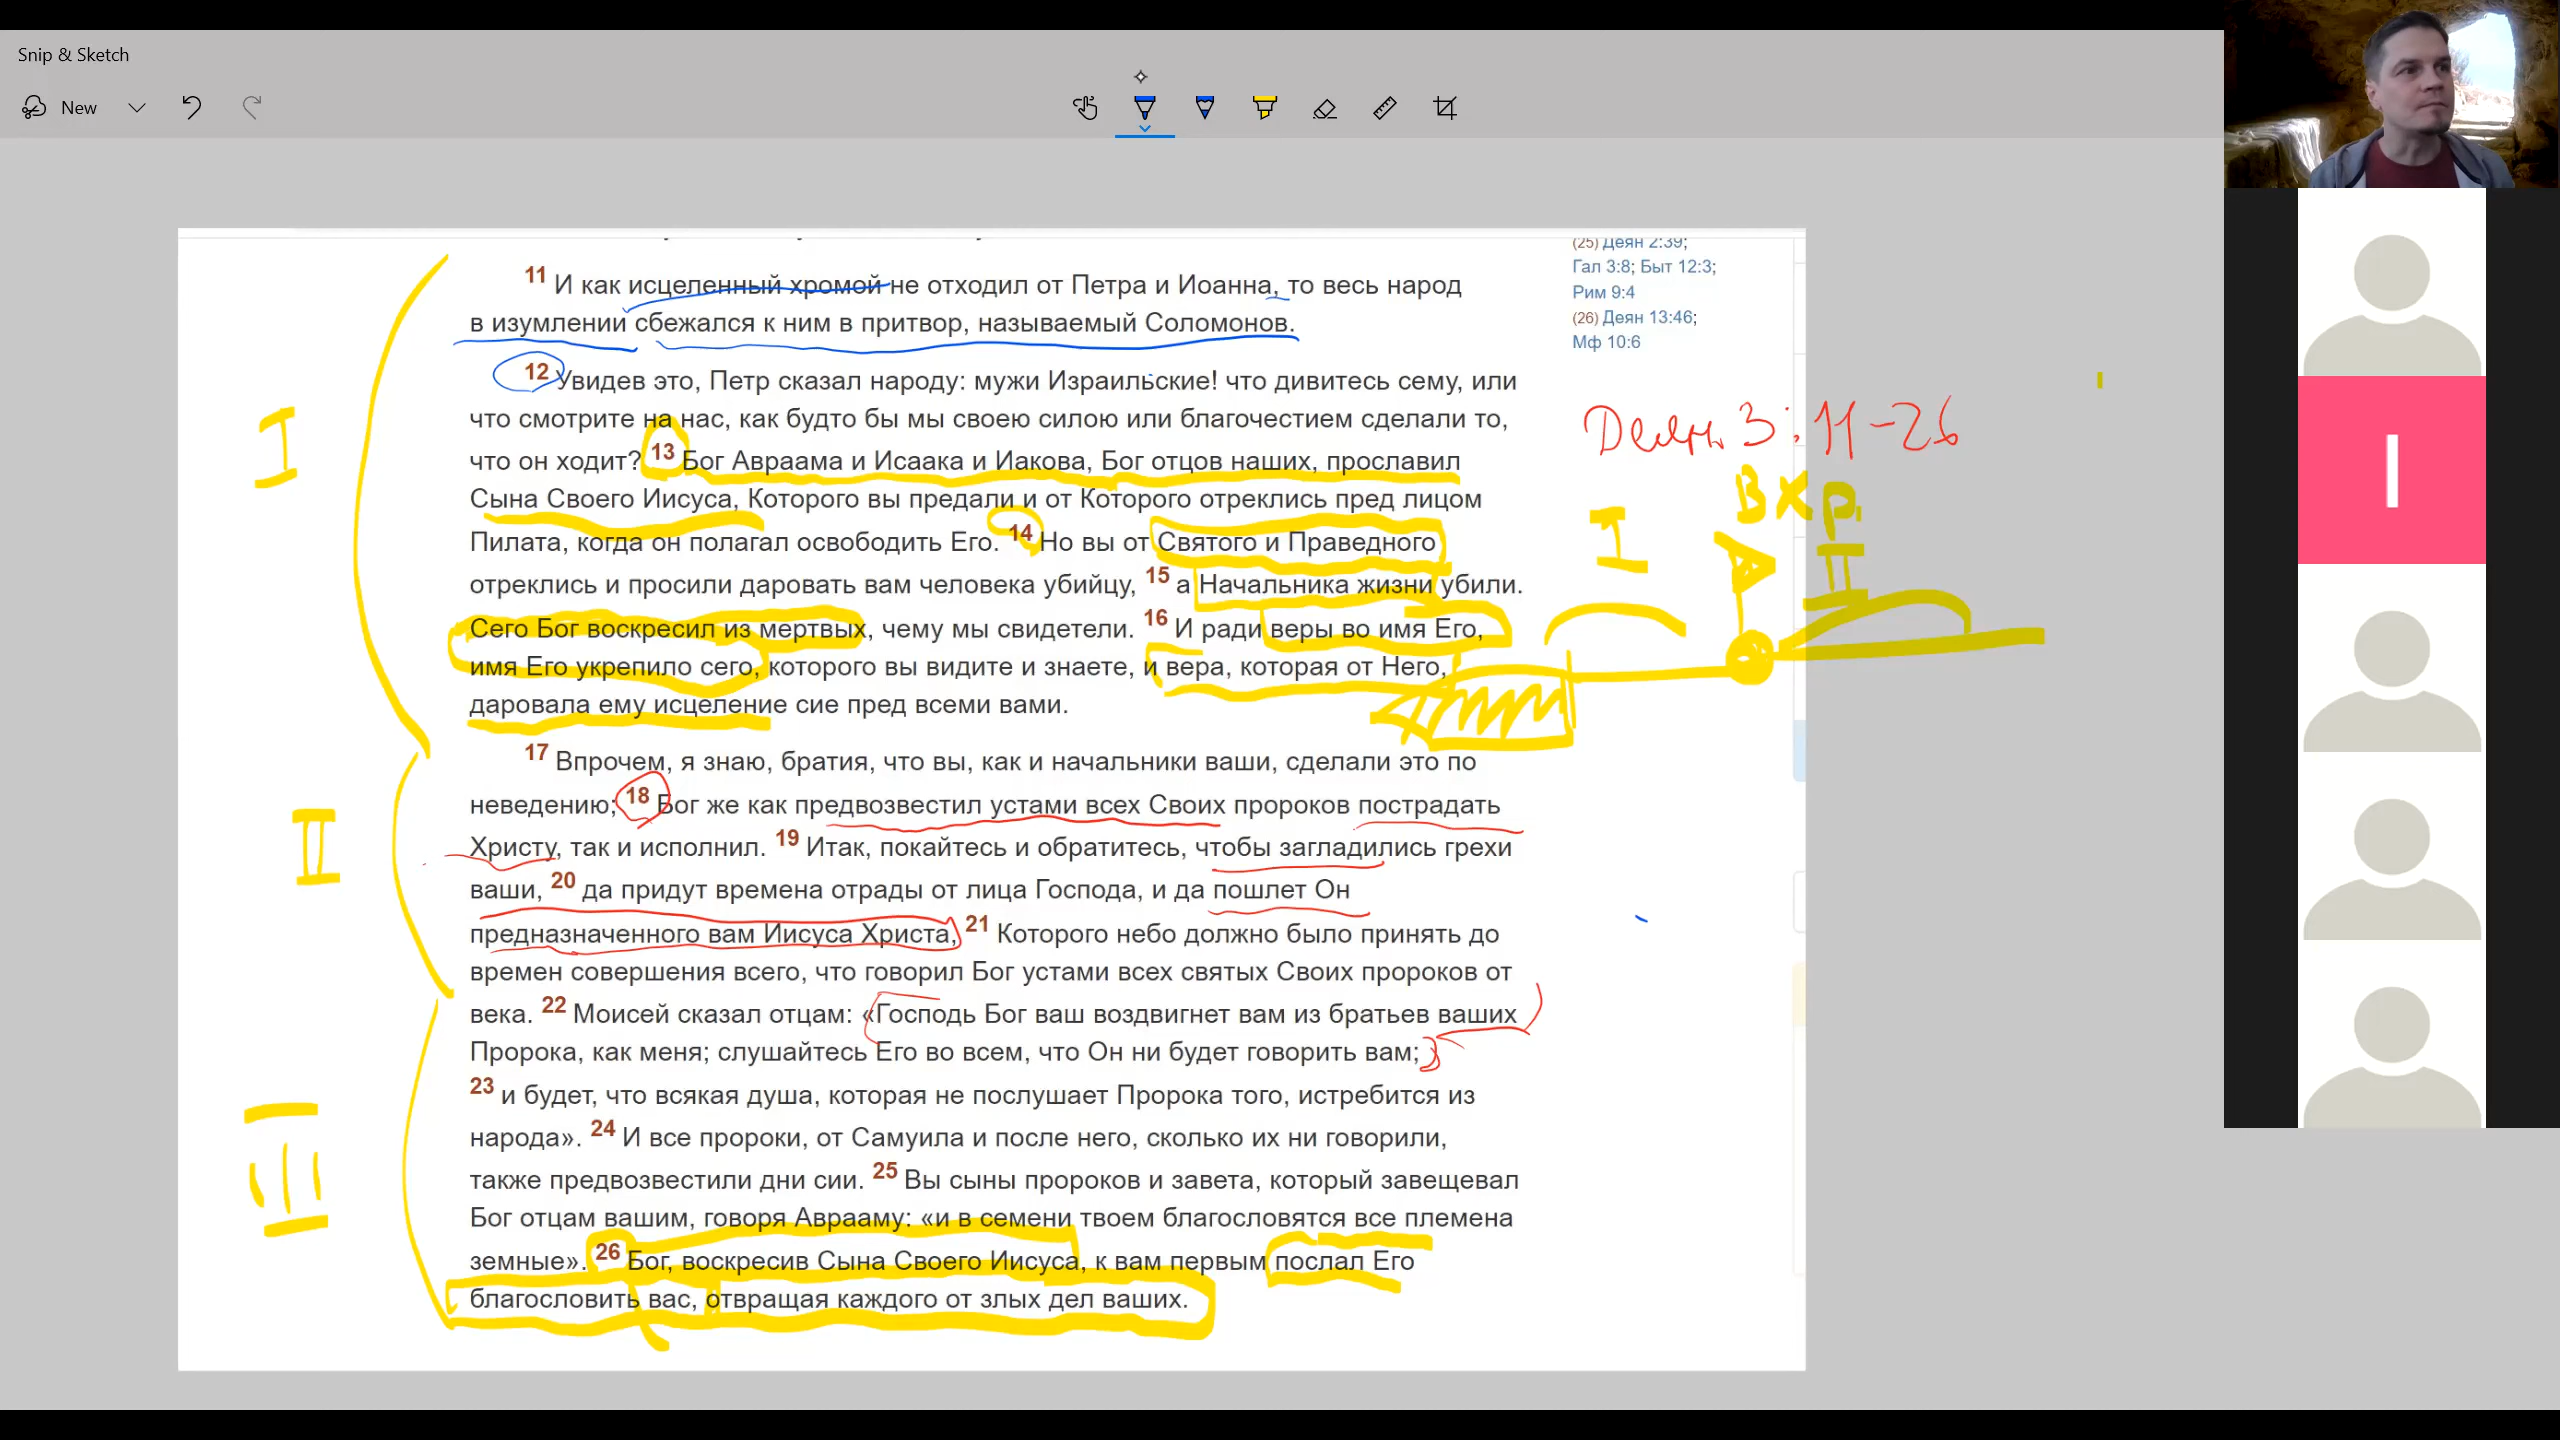 Snip & Sketch
New
(25) Деян 2:39;
Гал 3:8; Быт 12:3;
Рим 9:4
(26) Деян 13:46;
Мф 10:6
11 И как исцеленный хромой не отходил от Петра и Иоанна, то весь народ
в изумлении сбежался к ним в притвор, называемый Соломонов.
12 Увидев это, Петр сказал народу: мужи Израильские! что дивитесь сему, или
что смотрите на нас, как будто бы мы своею силою или благочестием сделали то,
что он ходит? 13 Бог Авраама и Исаака и Иакова, Бог отцов наших, прославил
Сына Своего Иисуса, Которого вы предали и от Которого отреклись пред лицом
Пилата, когда он полагал освободить Его. 14 Но вы от Святого и Праведного
отреклись и просили даровать вам человека убийцу, 15 а Начальника жизни убили.
Сего Бог воскресил из мертвых, чему мы свидетели. 16 И ради веры во имя Его,
имя Его укрепило сего, которого вы видите и знаете, и вера, которая от Него,
даровала ему исцеление сие пред всеми вами.
17 Впрочем, я знаю, братия, что вы, как и начальники ваши, сделали это по
неведению; 18 Бог же как предвозвестил устами всех Своих пророков пострадать
Христу, так и исполнил. 19 Итак, покайтесь и обратитесь, чтобы загладились грехи
ваши, 20 да придут времена отрады от лица Господа, и да пошлет Он
предназначенного вам Иисуса Христа, 21 Которого небо должно было принять до
времен совершения всего, что говорил Бог устами всех святых Своих пророков от
века. 22 Моисей сказал отцам: «Господь Бог ваш воздвигнет вам из братьев ваших
Пророка, как меня; слушайтесь Его во всем, что Он ни будет говорить вам;
23 и будет, что всякая душа, которая не послушает Пророка того, истребится из
народа». 24 И все пророки, от Самуила и после него, сколько их ни говорили,
также предвозвестили дни сии. 25 Вы сыны пророков и завета, который завещевал
Бог отцам вашим, говоря Аврааму: «и в семени твоем благословятся все племена
земные». 26 Бог, воскресив Сына Своего Иисуса, к вам первым послал Его
благословить вас, отвращая каждого от злых дел ваших.
I
II
III
Деян. 3:11-26
Вхр.
I
А
II
I